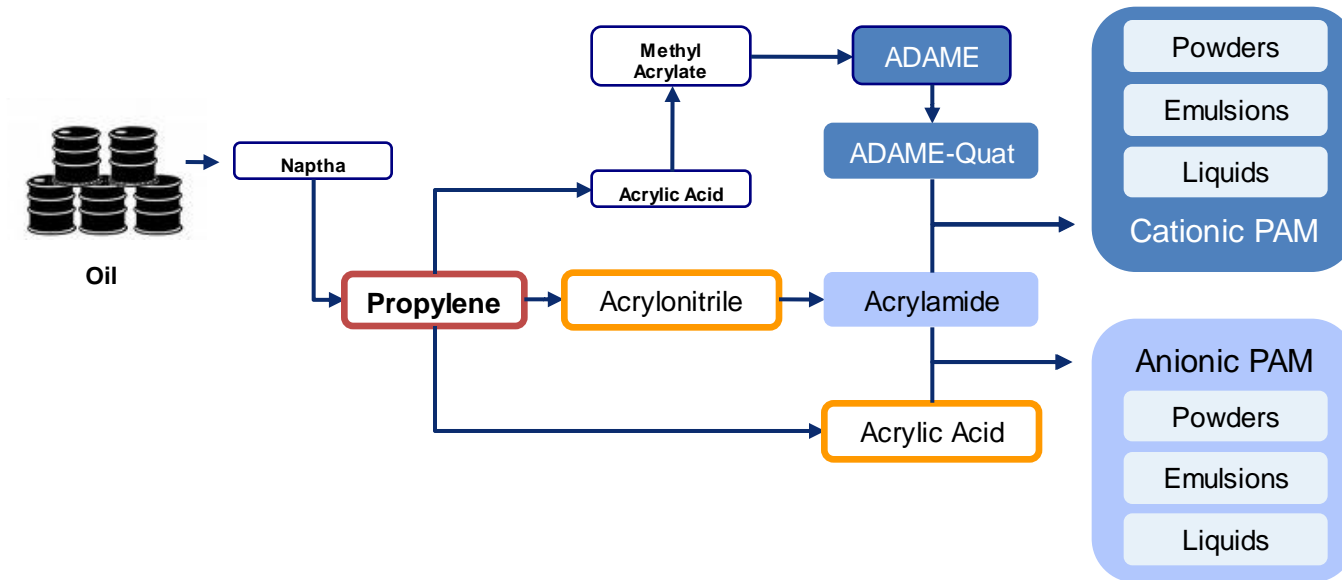 Oil
Naptha
Propylene
Acrylic Acid
Methyl
Acrylate
ADAME
ADAME-Quat
Acrylonitrile
Acrylamide
Acrylic Acid
Powders
Emulsions
Liquids
Cationic PAM
Anionic PAM
Powders
Emulsions
Liquids